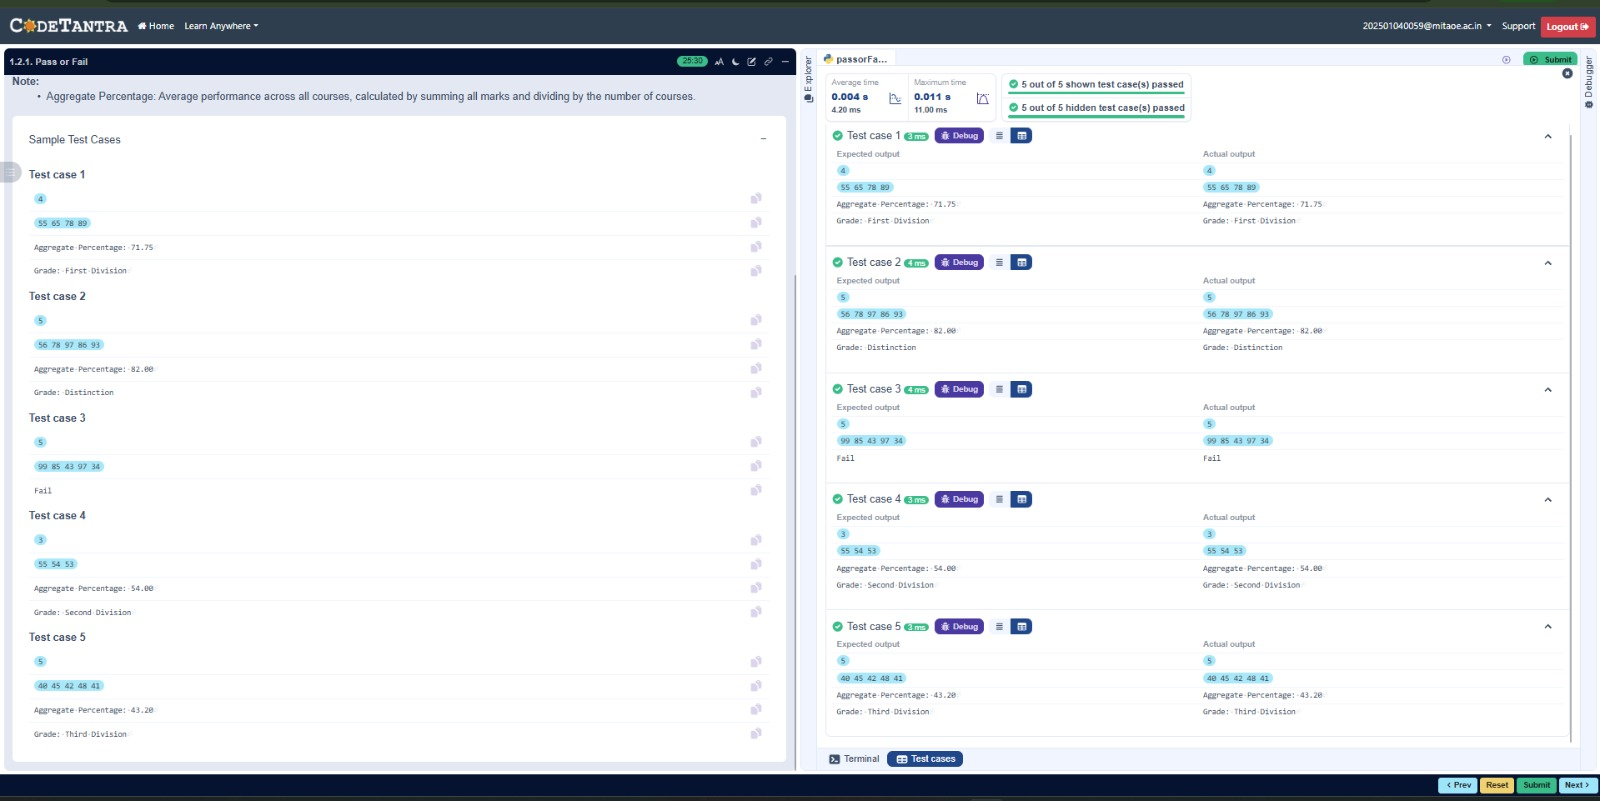 CODETANTRA Home Learn Anywhere 202501040059@mitaoe.ac.in Support Logout
1.2.1. Pass or Fail 25:30 AA
Note:
• Aggregate Percentage: Average performance across all courses, calculated by summing all marks and dividing by the number of courses.
Sample Test Cases
Test case 1
4
55 65 78 89
Aggregate Percentage: 71.75
Grade: First Division
Test case 2
5
56 78 97 86 93
Aggregate Percentage: 82.00
Grade: Distinction
Test case 3
5
99 85 43 97 34
Fail
Test case 4
3
55 54 53
Aggregate Percentage: 54.00
Grade: Second Division
Test case 5
5
40 45 42 48 41
Aggregate Percentage: 43.20
Grade: Third Division
Explorer
passorFa...
Submit
Debugger
Average time
0.004 s
4.20 ms
Maximum time
0.011 s
11.00 ms
5 out of 5 shown test case(s) passed
5 out of 5 hidden test case(s) passed
Test case 1 3 ms Debug
Expected output Actual output
4 4
55 65 78 89 55 65 78 89
Aggregate Percentage: 71.75 Aggregate Percentage: 71.75
Grade: First Division Grade: First Division
Test case 2 4 ms Debug
Expected output Actual output
5 5
56 78 97 86 93 56 78 97 86 93
Aggregate Percentage: 82.00 Aggregate Percentage: 82.00
Grade: Distinction Grade: Distinction
Test case 3 4 ms Debug
Expected output Actual output
5 5
99 85 43 97 34 99 85 43 97 34
Fail Fail
Test case 4 3 ms Debug
Expected output Actual output
3 3
55 54 53 55 54 53
Aggregate Percentage: 54.00 Aggregate Percentage: 54.00
Grade: Second Division Grade: Second Division
Test case 5 3 ms Debug
Expected output Actual output
5 5
40 45 42 48 41 40 45 42 48 41
Aggregate Percentage: 43.20 Aggregate Percentage: 43.20
Grade: Third Division Grade: Third Division
Terminal Test cases
< Prev Reset Submit Next >